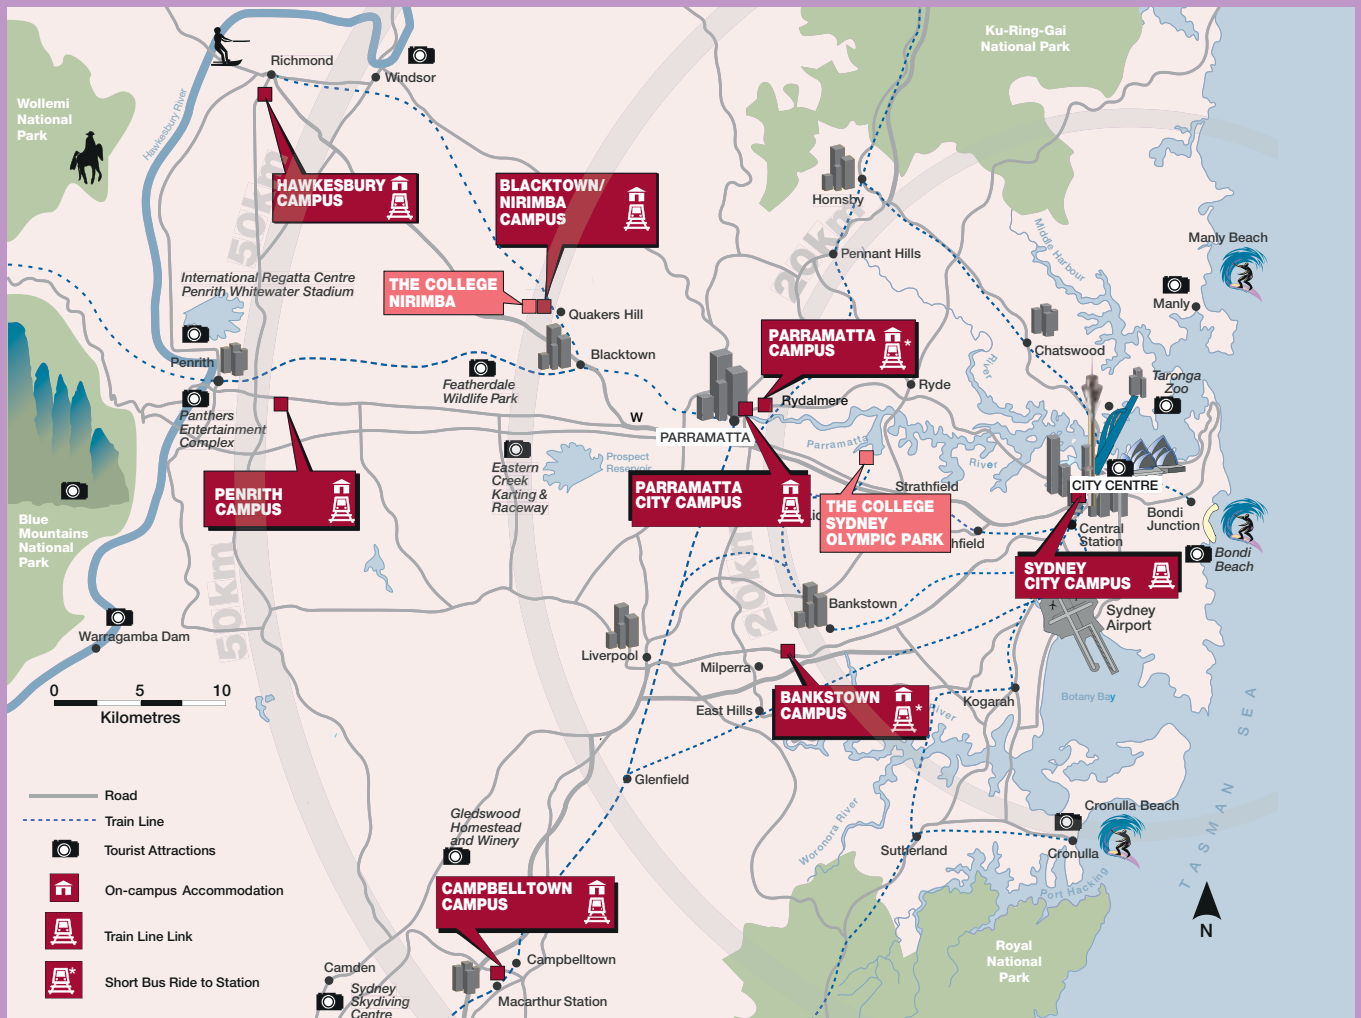 Ku-Ring-Gai
National Park
Richmond
Windsor
Wollemi
National
Park
Hawkesbury River
HAWKESBURY
CAMPUS
BLACKTOWN/
NIRIMBA
CAMPUS
50km
20km
Hornsby
Pennant Hills
Middle Harbour
Manly Beach
Manly
International Regatta Centre
Penrith Whitewater Stadium
THE COLLEGE
NIRIMBA
Quakers Hill
Blacktown
PARRAMATTA
CAMPUS
*
Chatswood
River
Penrith
Featherdale
Wildlife Park
Ryde
Rydalmere
Taronga
Zoo
Panthers
Entertainment
Complex
W
PARRAMATTA
Parramatta
River
Eastern
Creek
Karting &
Raceway
Prospect
Reservoir
PENRITH
CAMPUS
PARRAMATTA
CITY CAMPUS
Strathfield
THE COLLEGE
SYDNEY
OLYMPIC PARK
hfield
CITY CENTRE
Central
Station
Bondi
Junction
Bondi
Beach
Blue
Mountains
National
Park
50km
20km
SYDNEY
CITY CAMPUS
Sydney
Airport
Bankstown
Warragamba Dam
Liverpool
Milperra
East Hills
BANKSTOWN
CAMPUS
*
River
Kogarah
Botany Bay
0 5 10
Kilometres
Glenfield
TASMAN SEA
Road
Train Line
Tourist Attractions
On-campus Accommodation
Train Line Link
* Short Bus Ride to Station
Gledswood
Homestead
and Winery
Woronora River
Sutherland
Cronulla Beach
Cronulla
Port Hacking
CAMPBELLTOWN
CAMPUS
Campbelltown
Macarthur Station
Camden
Sydney
Skydiving
Centre
Royal
National
Park
N